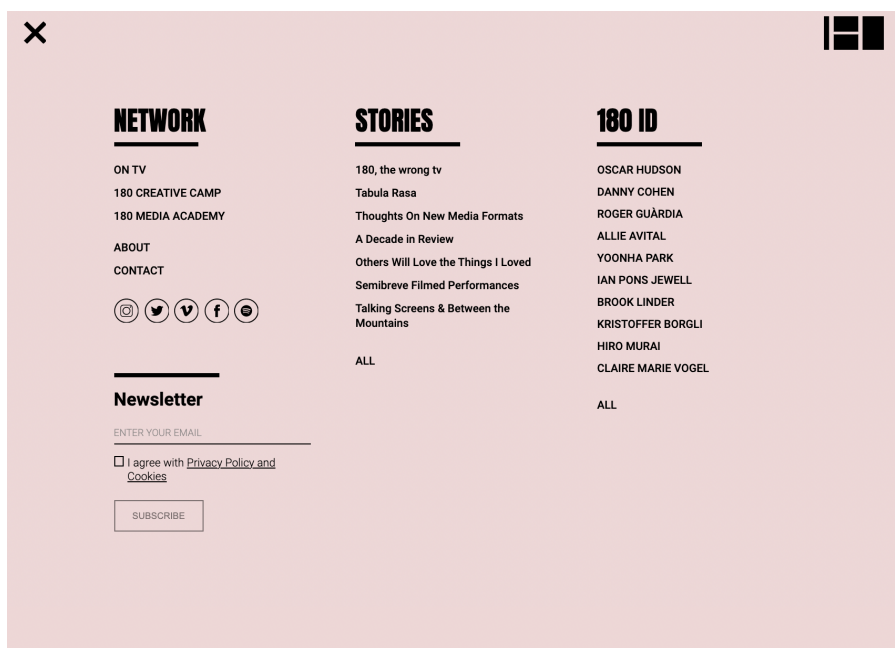 NETWORK
ON TV
180 CREATIVE CAMP
180 MEDIA ACADEMY
ABOUT
CONTACT
Newsletter
ENTER YOUR EMAIL
I agree with Privacy Policy and
Cookies
SUBSCRIBE
STORIES
180, the wrong tv
Tabula Rasa
Thoughts On New Media Formats
A Decade in Review
Others Will Love the Things I Loved
Semibreve Filmed Performances
Talking Screens & Between the
Mountains
ALL
180 ID
OSCAR HUDSON
DANNY COHEN
ROGER GUÀRDIA
ALLIE AVITAL
YOONHA PARK
IAN PONS JEWELL
BROOK LINDER
KRISTOFFER BORGLI
HIRO MURAI
CLAIRE MARIE VOGEL
ALL